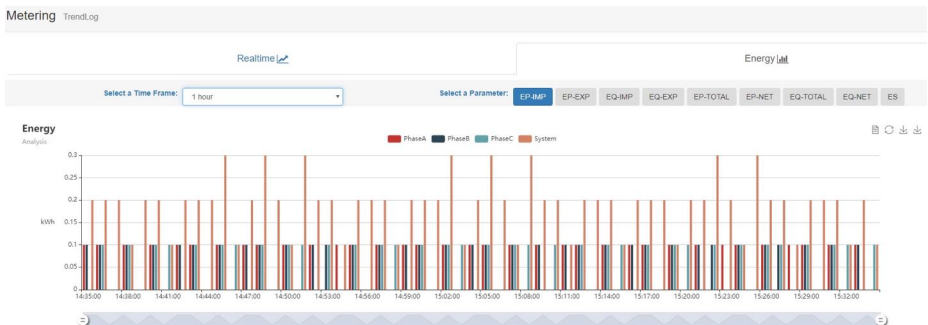 Metering TrendLog
Realtime
Energy
Select a Time Frame: 1 hour
Select a Parameter: EP-IMP EP-EXP EQ-IMP EQ-EXP EP-TOTAL EP-NET EQ-TOTAL EQ-NET ES
Energy
Analysis
PhaseA PhaseB PhaseC System
0.3
0.25
0.2
kWh
0.15
0.1
0.05
0
14:35:00 14:38:00 14:41:00 14:44:00 14:47:00 14:50:00 14:53:00 14:56:00 14:59:00 15:02:00 15:05:00 15:08:00 15:11:00 15:14:00 15:17:00 15:20:00 15:23:00 15:26:00 15:29:00 15:32:00